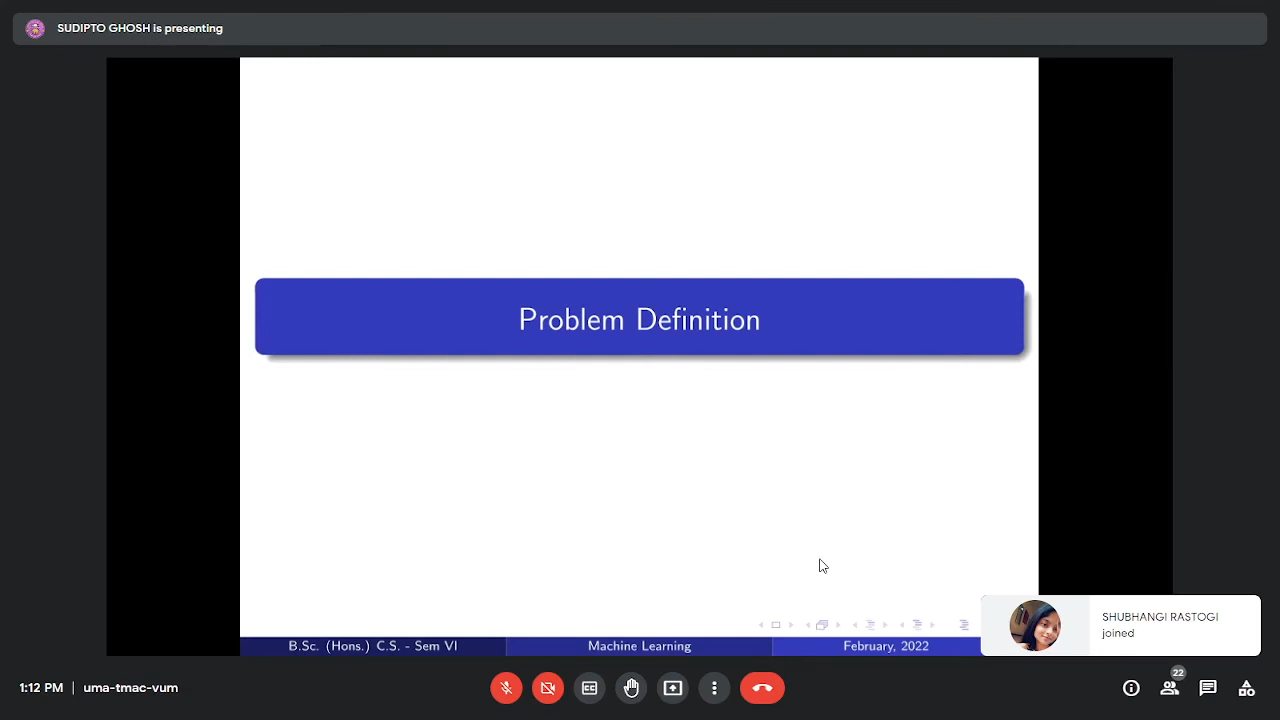 SUDIPTO GHOSH is presenting
Problem Definition
SHUBHANGI RASTOGI
joined
B.Sc. (Hons.) C.S. - Sem VI
Machine Learning
February, 2022
22
1:12 PM | uma-tmac-vum
CC